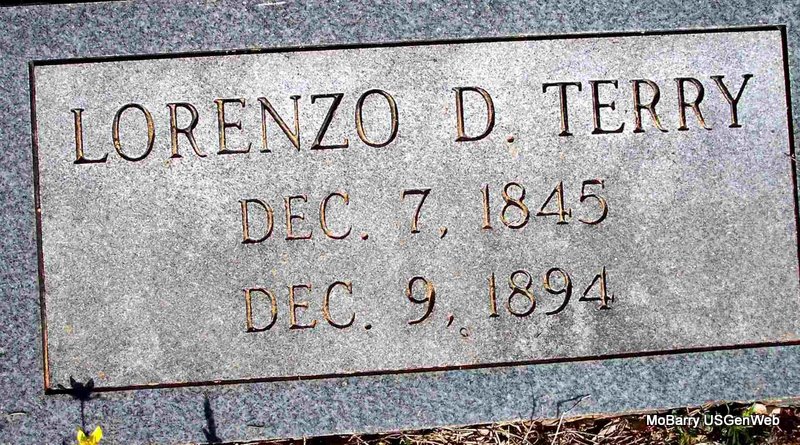 LORENZO D. TERRY
DEC. 7, 1845
DEC. 9, 1894
MoBarry USGenWeb